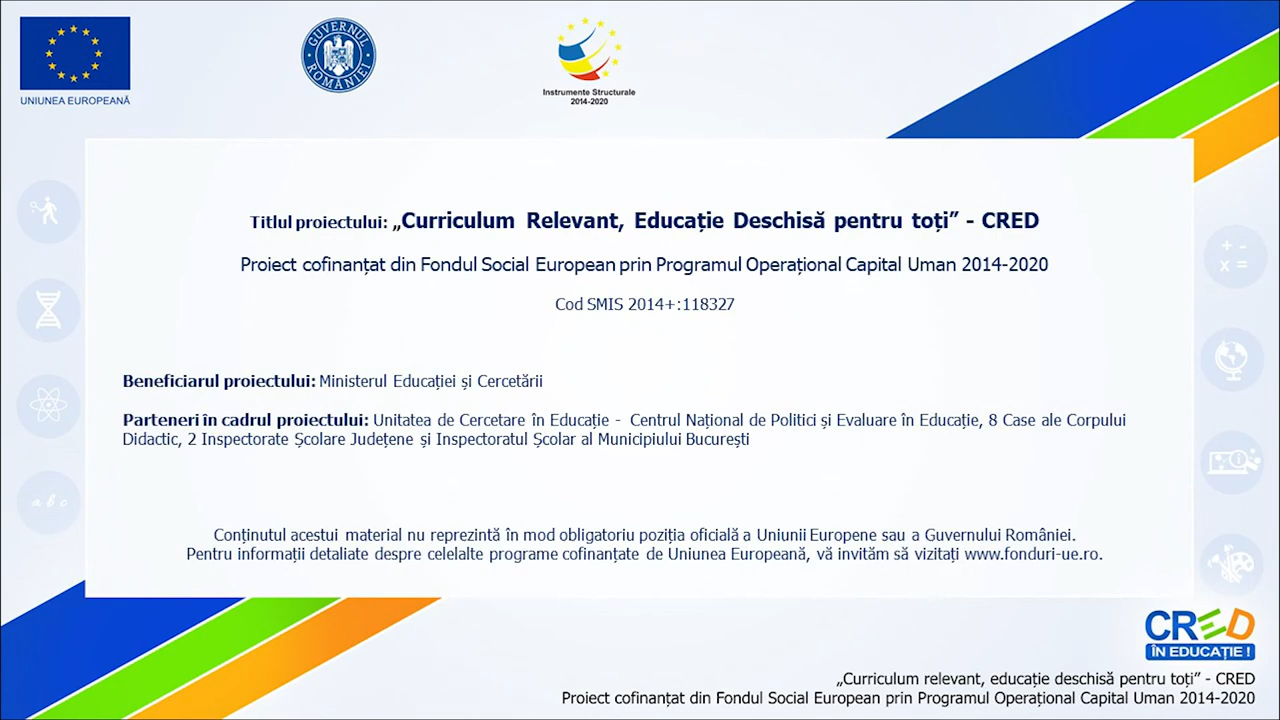 UNIUNEA EUROPEANĂ
GUVERNUL ROMÂNIEI
Instrumente Structurale
2014-2020
Titlul proiectului: „Curriculum Relevant, Educație Deschisă pentru toți” - CRED
Proiect cofinanțat din Fondul Social European prin Programul Operațional Capital Uman 2014-2020
Cod SMIS 2014+:118327
+ -
x =
Beneficiarul proiectului: Ministerul Educației și Cercetării
Parteneri în cadrul proiectului: Unitatea de Cercetare în Educație - Centrul Național de Politici și Evaluare în Educație, 8 Case ale Corpului
Didactic, 2 Inspectorate Școlare Județene și Inspectoratul Școlar al Municipiului București
a b c
Conținutul acestui material nu reprezintă în mod obligatoriu poziția oficială a Uniunii Europene sau a Guvernului României.
Pentru informații detaliate despre celelalte programe cofinanțate de Uniunea Europeană, vă invităm să vizitați www.fonduri-ue.ro.
CRED
ÎN EDUCAȚIE !
„Curriculum relevant, educație deschisă pentru toți” - CRED
Proiect cofinanțat din Fondul Social European prin Programul Operațional Capital Uman 2014-2020